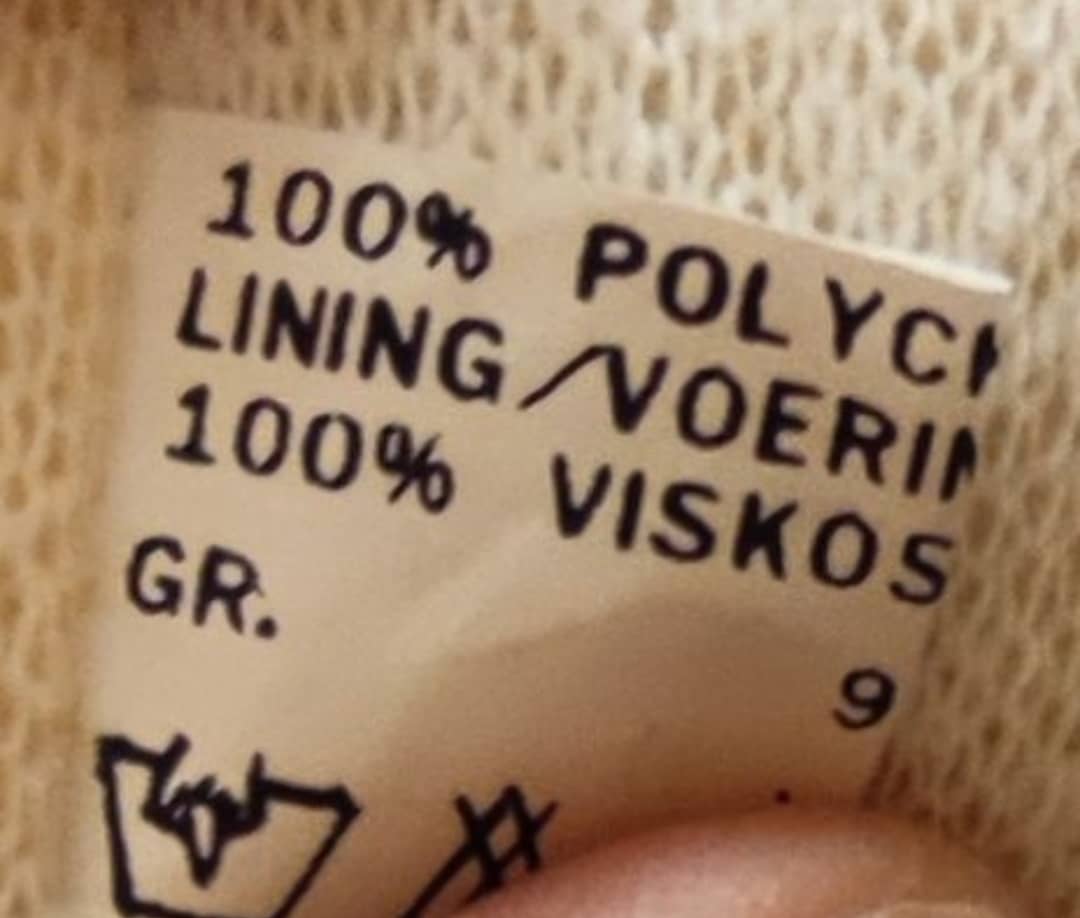 100% POLYC
LINING/VOERIN
100% VISKOS
GR.
9